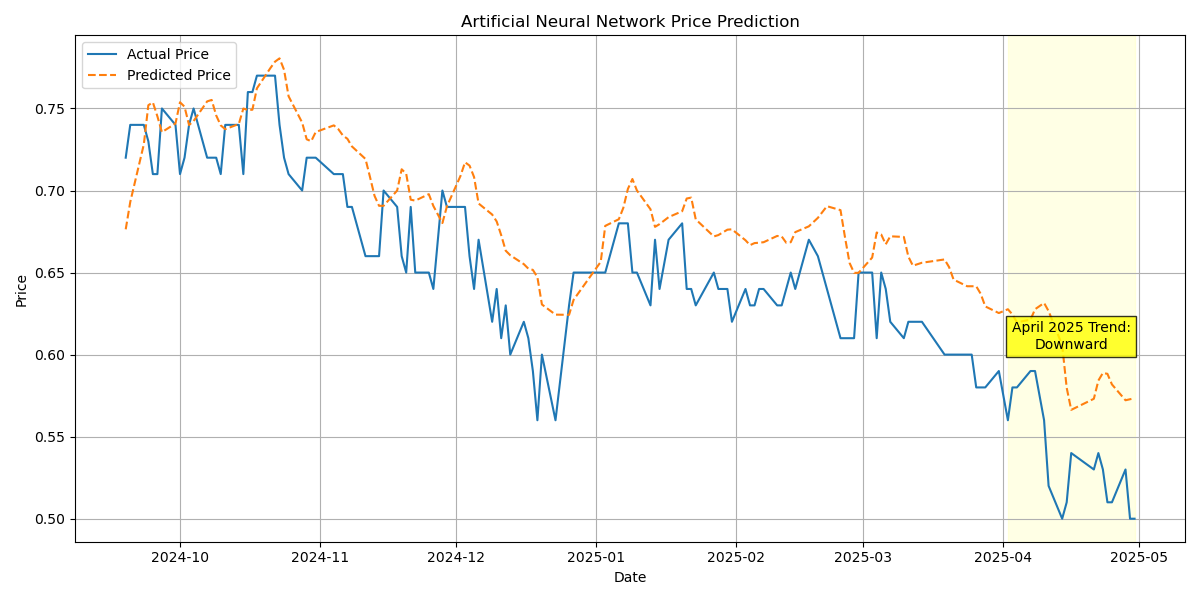 Artificial Neural Network Price Prediction
Actual Price
Predicted Price
April 2025 Trend:
Downward
Price
0.75
0.70
0.65
0.60
0.55
0.50
2024-10
2024-11
2024-12
2025-01
2025-02
2025-03
2025-04
2025-05
Date